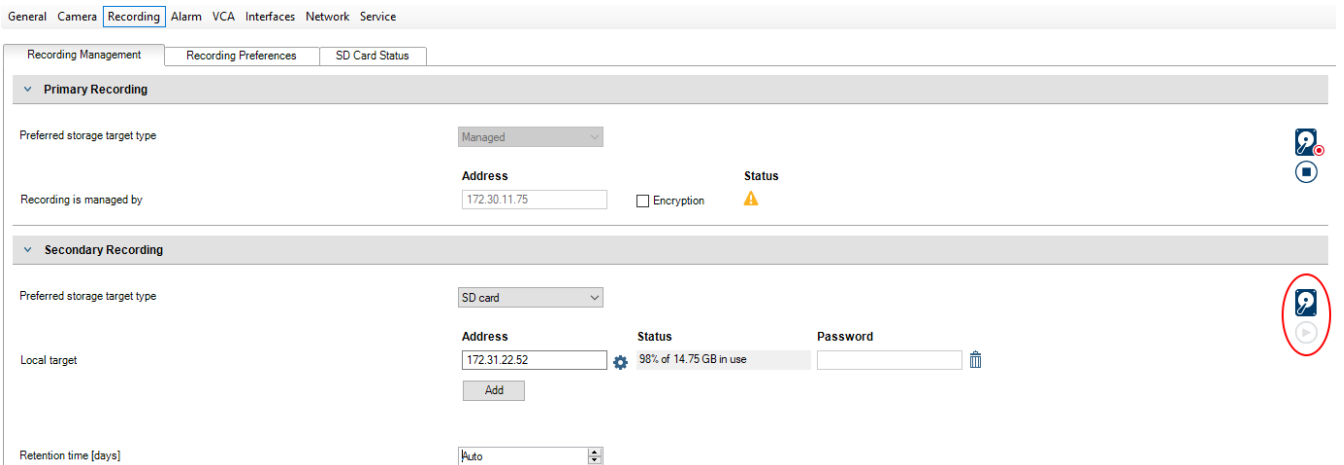 General Camera Recording Alarm VCA Interfaces Network Service
Recording Management Recording Preferences SD Card Status
Primary Recording
Preferred storage target type Managed
Address Status
Recording is managed by 172.30.11.75 Encryption
Secondary Recording
Preferred storage target type SD card
Address Status Password
Local target 172.31.22.52 98% of 14.75 GB in use
Add
Retention time [days] Auto